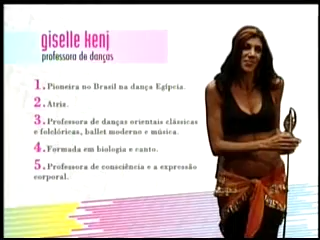 giselle kenj
professora de danças
1. Pioneira no Brasil na dança Egípcia.
2. Atriz.
3. Professora de danças orientais clássicas
e folclóricas, ballet moderno e música.
4. Formada em biologia e canto.
5. Professora de consciência e a expressão
corporal.